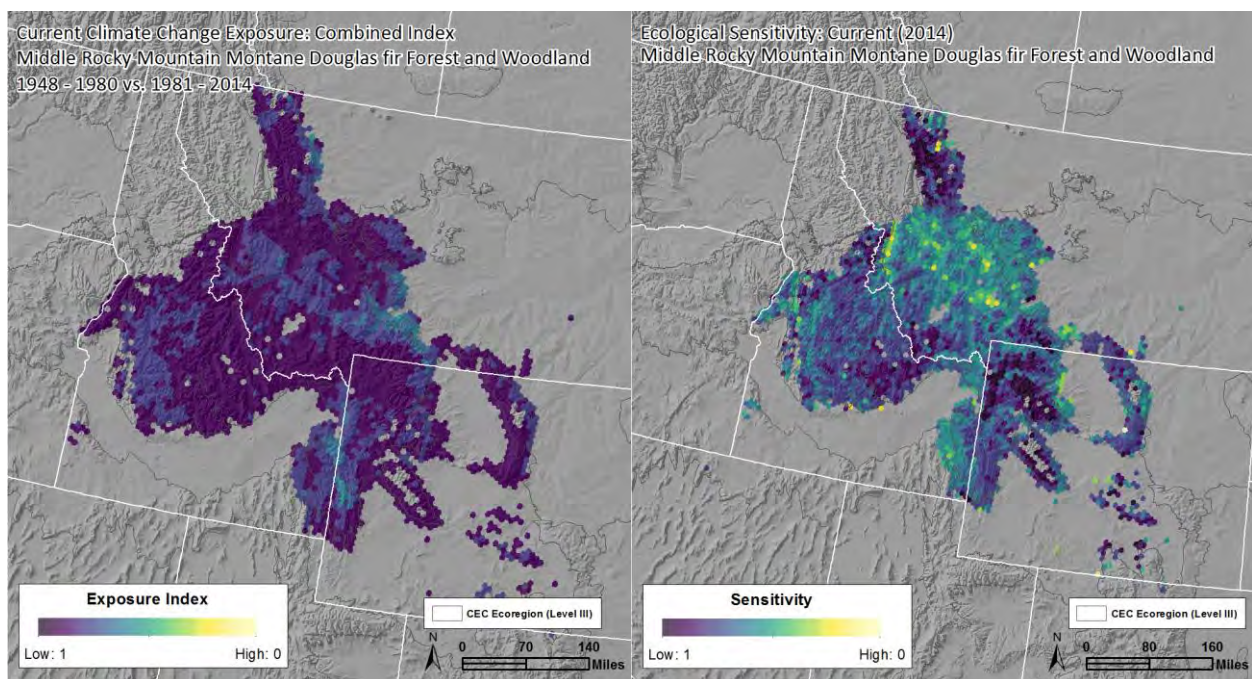 Current Climate Change Exposure: Combined Index
Middle Rocky Mountain Montane Douglas fir Forest and Woodland
1948 - 1980 vs. 1981 - 2014
Exposure Index
Low: 1 High: 0
CEC Ecoregion (Level III)
N
0 70 140
Miles
Ecological Sensitivity: Current (2014)
Middle Rocky Mountain Montane Douglas fir Forest and Woodland
Sensitivity
Low: 1 High: 0
CEC Ecoregion (Level III)
N
0 80 160
Miles